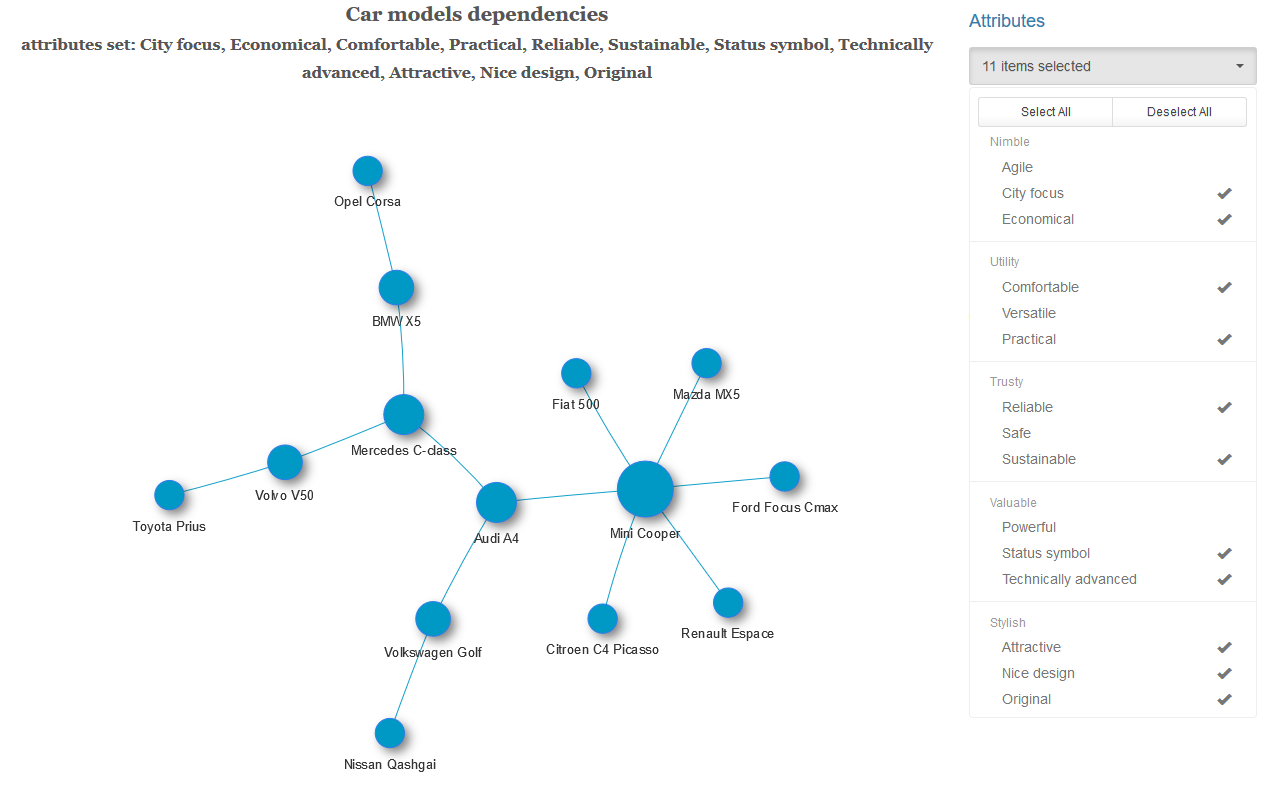 Car models dependencies
attributes set: City focus, Economical, Comfortable, Practical, Reliable, Sustainable, Status symbol, Technically
advanced, Attractive, Nice design, Original
Opel Corsa
BMW X5
Fiat 500
Mazda MX5
Mercedes C-class
Volvo V50
Ford Focus Cmax
Toyota Prius
Mini Cooper
Audi A4
Renault Espace
Citroen C4 Picasso
Volkswagen Golf
Nissan Qashgai
Attributes
11 items selected
Select All
Deselect All
Nimble
Agile
City focus
Economical
Utility
Comfortable
Versatile
Practical
Trusty
Reliable
Safe
Sustainable
Valuable
Powerful
Status symbol
Technically advanced
Stylish
Attractive
Nice design
Original